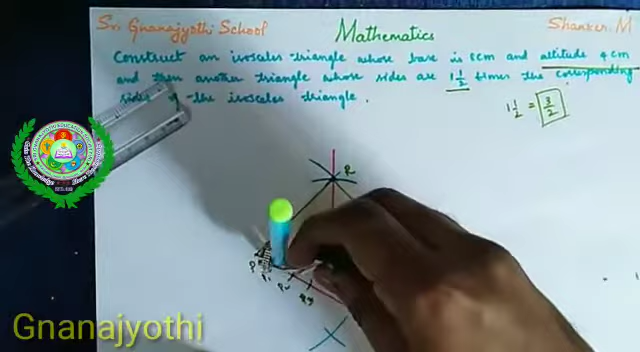 Sri Gnanajyothi School Mathematics Shanker. M
Construct an isosceles triangle whose base is 8cm and altitude 4cm
and then another triangle whose sides are 1 1/2 times the corresponding
sides of the isosceles triangle.
1 1/2 = 3/2
R
P
Gnanajyothi